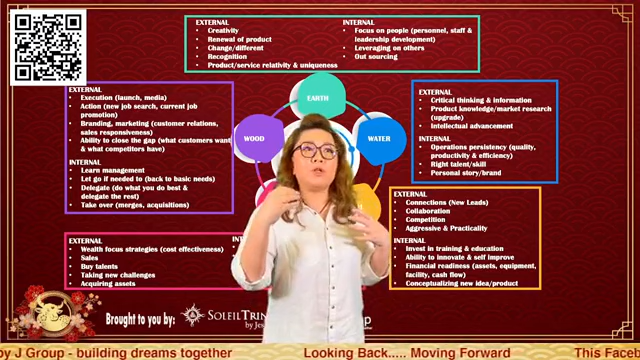 EXTERNAL
• Creativity
• Renewal of product
• Change/different
• Recognition
• Product/service relativity & uniqueness
INTERNAL
• Focus on people (personnel, staff &
leadership development)
• Leveraging on others
• Out sourcing
EARTH
WOOD
WATER
EXTERNAL
• Execution (launch, media)
• Action (new job search, current job
promotion)
• Branding, marketing (customer relations,
sales responsiveness)
• Ability to close the gap (what customers want
& what competitors have)
INTERNAL
• Learn management
• Let go if needed to (back to basic needs)
• Delegate (do what you do best &
delegate the rest)
• Take over (merges, acquisitions)
EXTERNAL
• Critical thinking & information
• Product knowledge/market research
(upgrade)
• Intellectual advancement
INTERNAL
• Operations persistency (quality,
productivity & efficiency)
• Right talent/skill
• Personal story/brand
EXTERNAL
• Wealth focus strategies (cost effectiveness)
• Sales
• Buy talents
• Taking new challenges
• Acquiring assets
EXTERNAL
• Connections (New Leads)
• Collaboration
• Competition
• Aggressive & Practicality
INTERNAL
• Invest in training & education
• Ability to innovate & self improve
• Financial readiness (assets, equipment,
facility, cash flow)
• Conceptualizing new idea/product
Brought to you by:
SOLEIL TRIN
by Je
by J Group - building dreams together
Looking Back..... Moving Forward
This Faceb